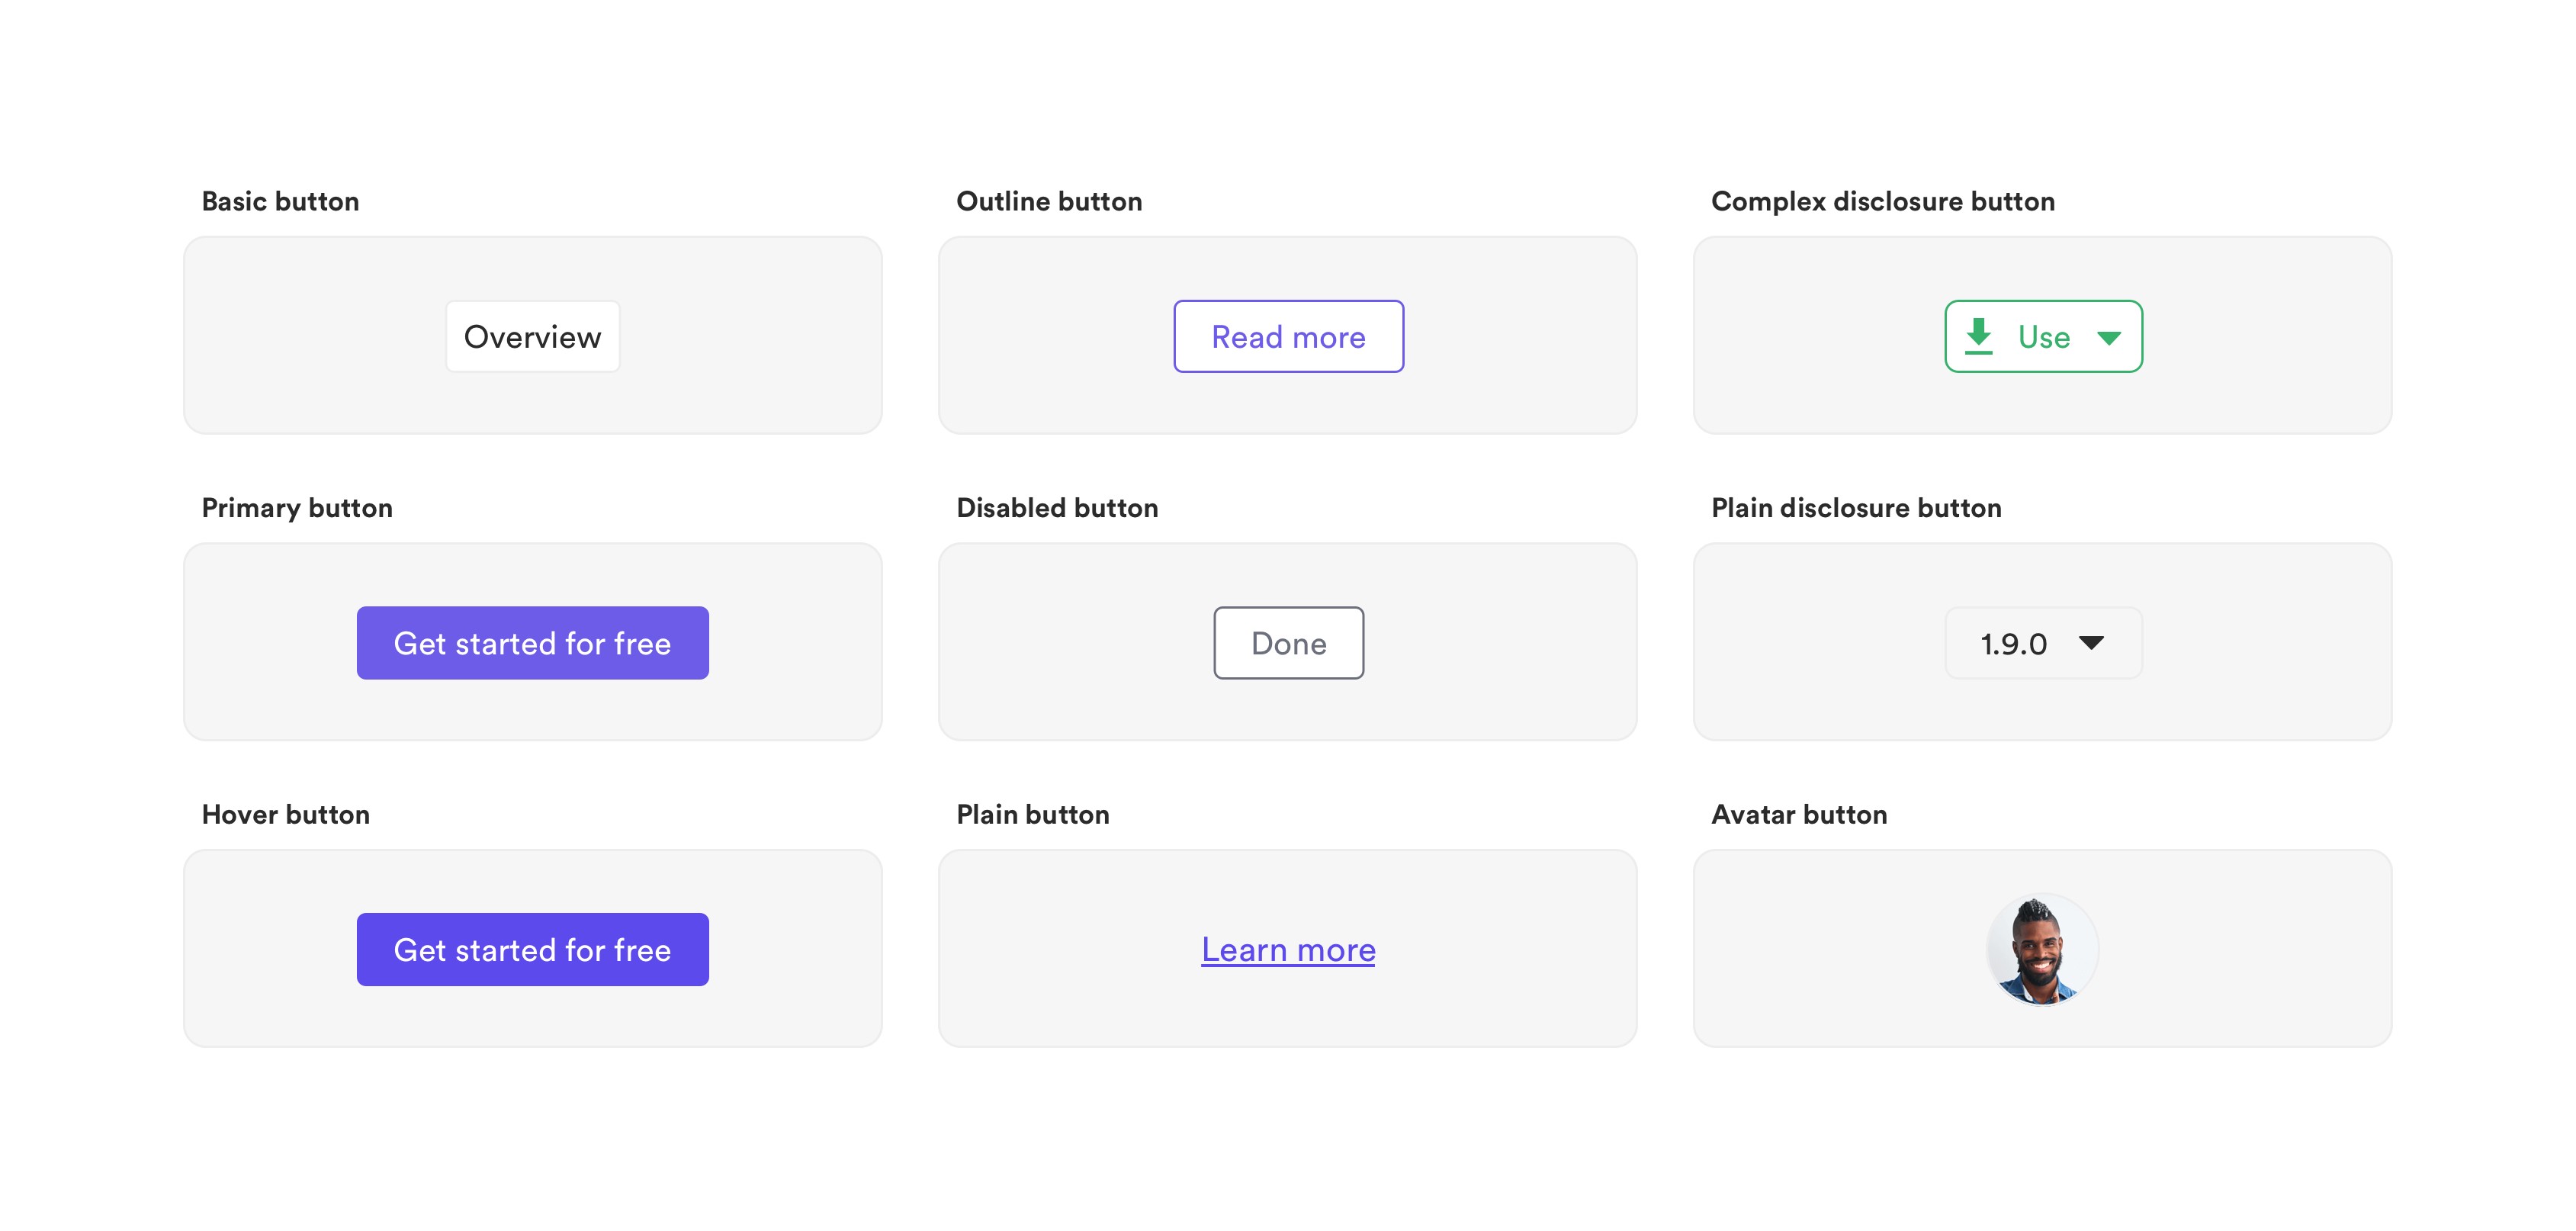 Basic button
Outline button
Complex disclosure button
Overview
Read more
Use
Primary button
Disabled button
Plain disclosure button
Get started for free
Done
1.9.0
Hover button
Plain button
Avatar button
Get started for free
Learn more